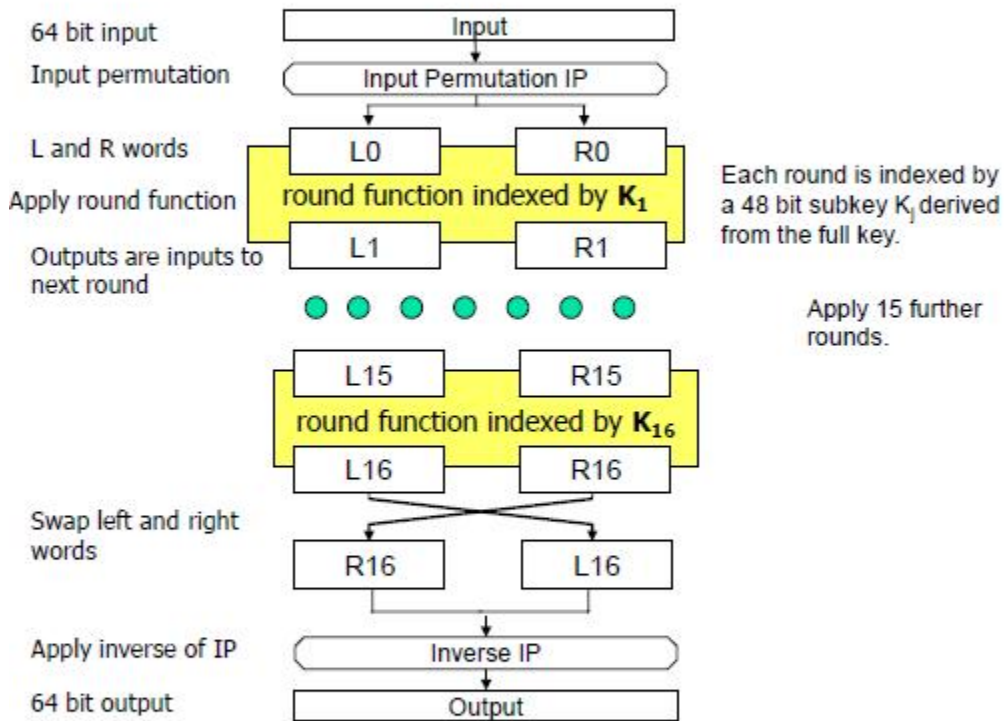 64 bit input
Input
Input permutation
Input Permutation IP
L and R words
L0
R0
Apply round function
round function indexed by K1
Each round is indexed by
a 48 bit subkey Kj derived
from the full key.
Outputs are inputs to
next round
L1
R1
Apply 15 further
rounds.
L15
R15
round function indexed by K16
L16
R16
Swap left and right
words
R16
L16
Apply inverse of IP
Inverse IP
64 bit output
Output